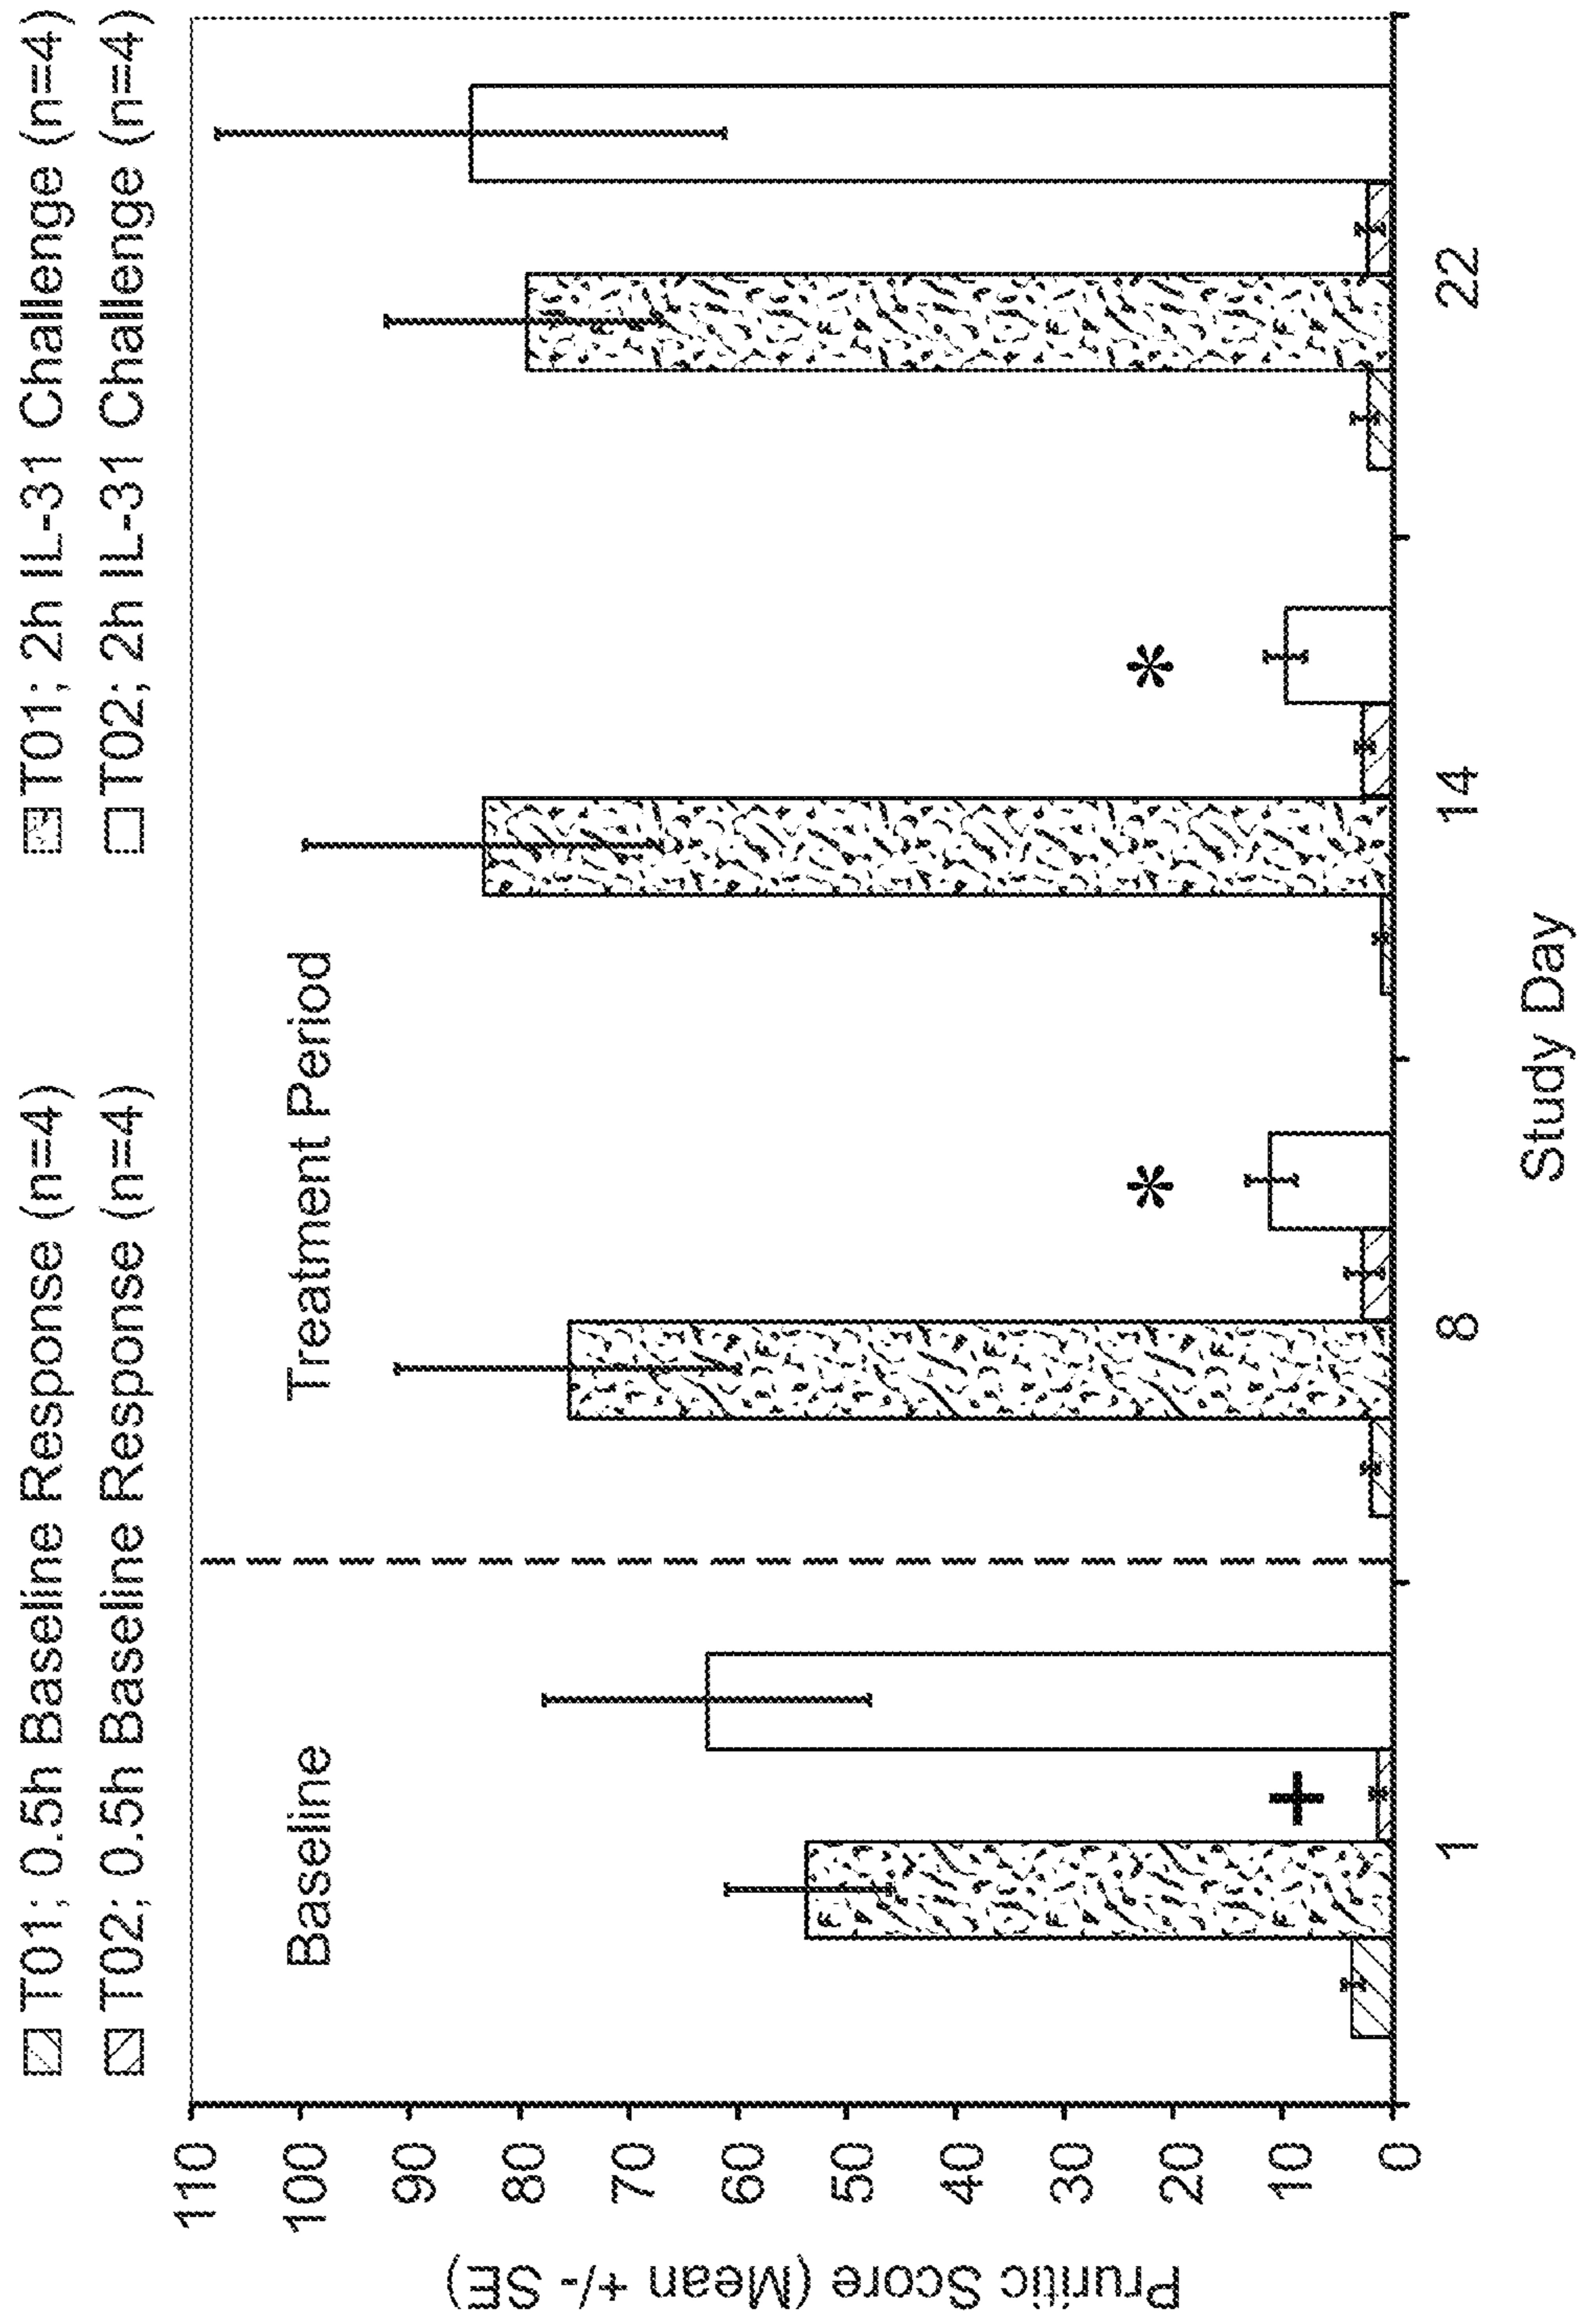 T01; 0.5h Baseline Response (n=4)
T01; 2h IL-31 Challenge (n=4)
T02; 0.5h Baseline Response (n=4)
T02; 2h IL-31 Challenge (n=4)
Baseline
Treatment Period
110
100
90
80
70
60
50
40
30
20
10
0
Pruritic Score (Mean +/- SE)
+
*
*
1
8
14
22
Study Day